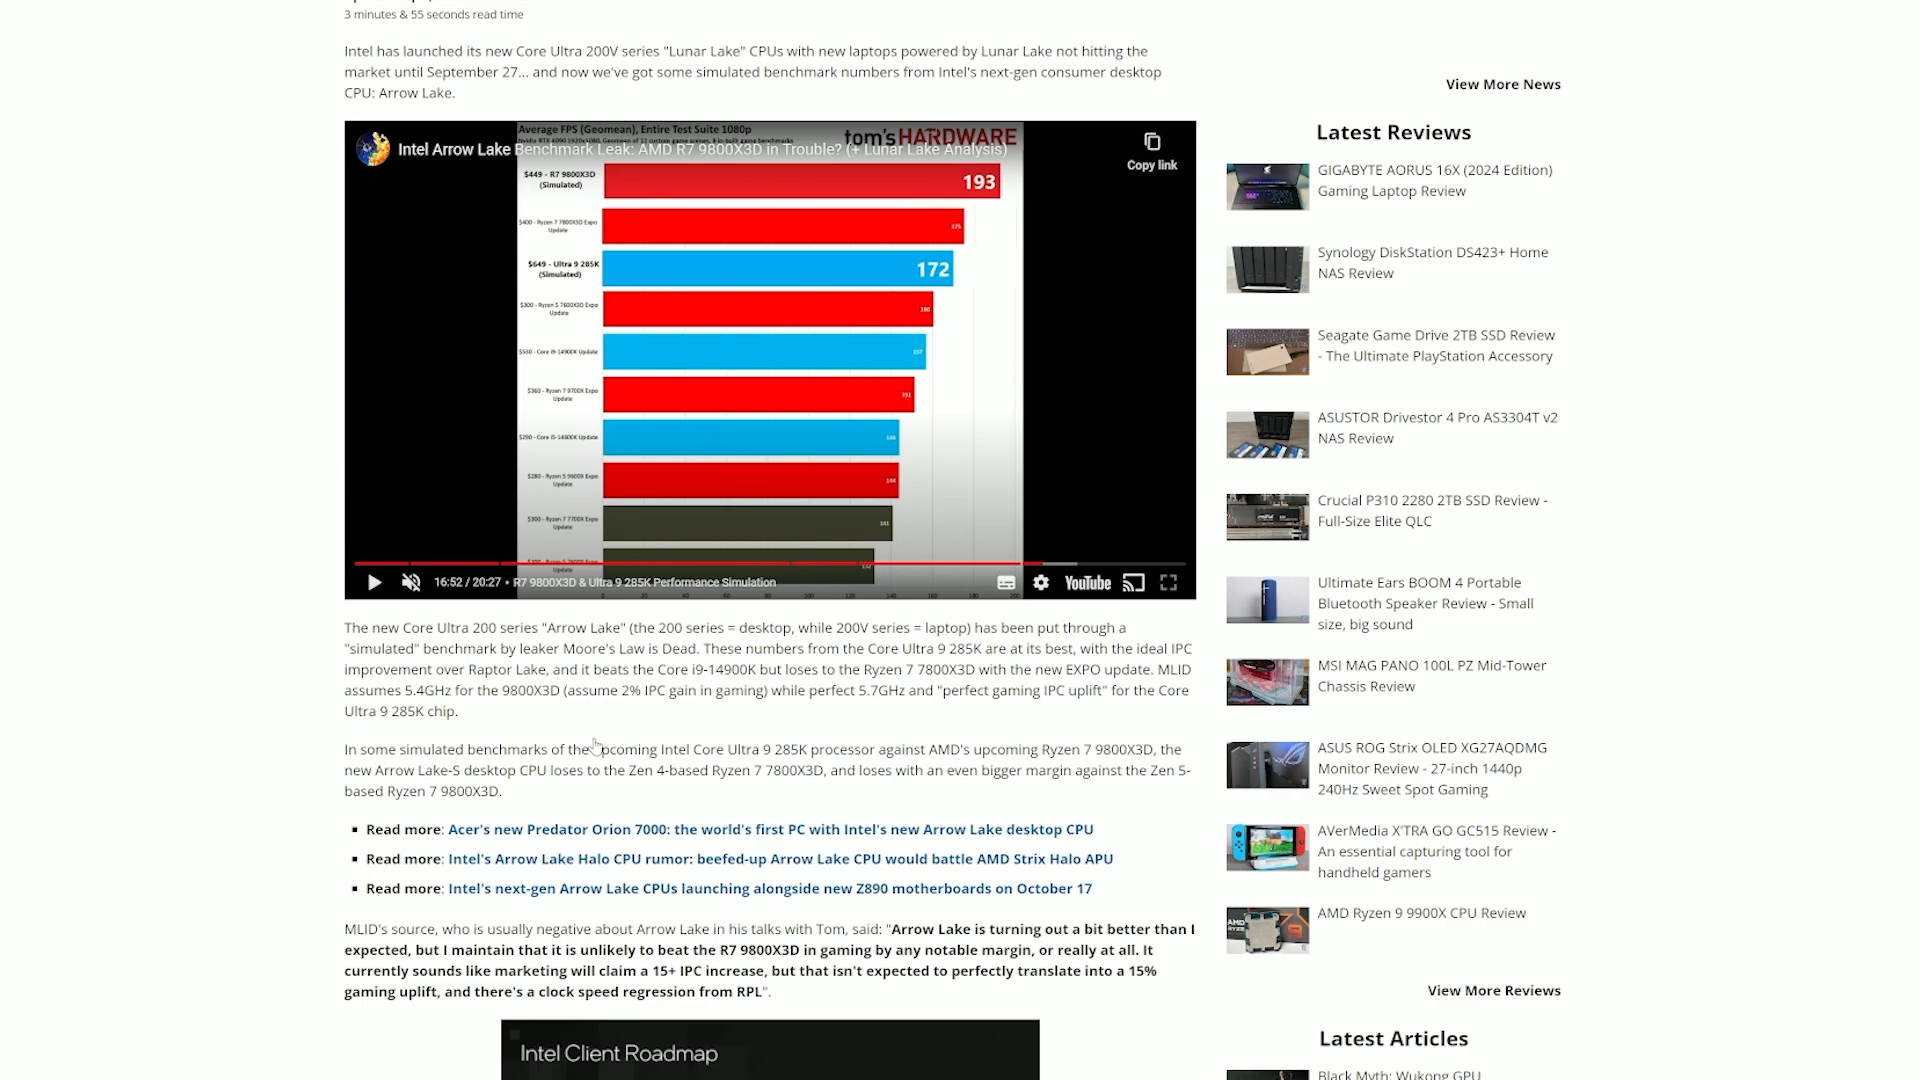 3 minutes & 55 seconds read time
Intel has launched its new Core Ultra 200V series "Lunar Lake" CPUs with new laptops powered by Lunar Lake not hitting the
market until September 27... and now we've got some simulated benchmark numbers from Intel's next-gen consumer desktop
CPU: Arrow Lake.
Average FPS (Geomean), Entire Test Suite 1080p
tom'sHARDWARE
Intel Arrow Lake Benchmark Leak: AMD R7 9800X3D in Trouble? (+ Lunar Lake Analysis)
Copy link
$449 - R7 9800X3D
(Simulated)
193
$400 - Ryzen 7 7800X3D Expo
Update
175
$649 - Ultra 9 285K
(Simulated)
172
$300 - Ryzen 5 7600X3D Expo
Update
160
$530 - Core i9-14900K Update
157
$360 - Ryzen 7 9700X Expo
Update
151
$290 - Core i5-14600K Update
144
$280 - Ryzen 5 9600X Expo
Update
144
$300 - Ryzen 7 7700X Expo
Update
141
Update
16:52 / 20:27 • R7 9800X3D & Ultra 9 285K Performance Simulation
YouTube
0 20 40 60 80 100 120 140 160 180 200
The new Core Ultra 200 series "Arrow Lake" (the 200 series = desktop, while 200V series = laptop) has been put through a
"simulated" benchmark by leaker Moore's Law is Dead. These numbers from the Core Ultra 9 285K are at its best, with the ideal IPC
improvement over Raptor Lake, and it beats the Core i9-14900K but loses to the Ryzen 7 7800X3D with the new EXPO update. MLID
assumes 5.4GHz for the 9800X3D (assume 2% IPC gain in gaming) while perfect 5.7GHz and "perfect gaming IPC uplift" for the Core
Ultra 9 285K chip.
In some simulated benchmarks of the upcoming Intel Core Ultra 9 285K processor against AMD's upcoming Ryzen 7 9800X3D, the
new Arrow Lake-S desktop CPU loses to the Zen 4-based Ryzen 7 7800X3D, and loses with an even bigger margin against the Zen 5-
based Ryzen 7 9800X3D.
Read more: Acer's new Predator Orion 7000: the world's first PC with Intel's new Arrow Lake desktop CPU
Read more: Intel's Arrow Lake Halo CPU rumor: beefed-up Arrow Lake CPU would battle AMD Strix Halo APU
Read more: Intel's next-gen Arrow Lake CPUs launching alongside new Z890 motherboards on October 17
MLID's source, who is usually negative about Arrow Lake in his talks with Tom, said: "Arrow Lake is turning out a bit better than I
expected, but I maintain that it is unlikely to beat the R7 9800X3D in gaming by any notable margin, or really at all. It
currently sounds like marketing will claim a 15+ IPC increase, but that isn't expected to perfectly translate into a 15%
gaming uplift, and there's a clock speed regression from RPL".
Intel Client Roadmap
View More News
Latest Reviews
GIGABYTE AORUS 16X (2024 Edition)
Gaming Laptop Review
Synology DiskStation DS423+ Home
NAS Review
Seagate Game Drive 2TB SSD Review
- The Ultimate PlayStation Accessory
ASUSTOR Drivestor 4 Pro AS3304T v2
NAS Review
Crucial P310 2280 2TB SSD Review -
Full-Size Elite QLC
Ultimate Ears BOOM 4 Portable
Bluetooth Speaker Review - Small
size, big sound
MSI MAG PANO 100L PZ Mid-Tower
Chassis Review
ASUS ROG Strix OLED XG27AQDMG
Monitor Review - 27-inch 1440p
240Hz Sweet Spot Gaming
AVerMedia X'TRA GO GC515 Review -
An essential capturing tool for
handheld gamers
AMD Ryzen 9 9900X CPU Review
View More Reviews
Latest Articles
Black Myth: Wukong GPU